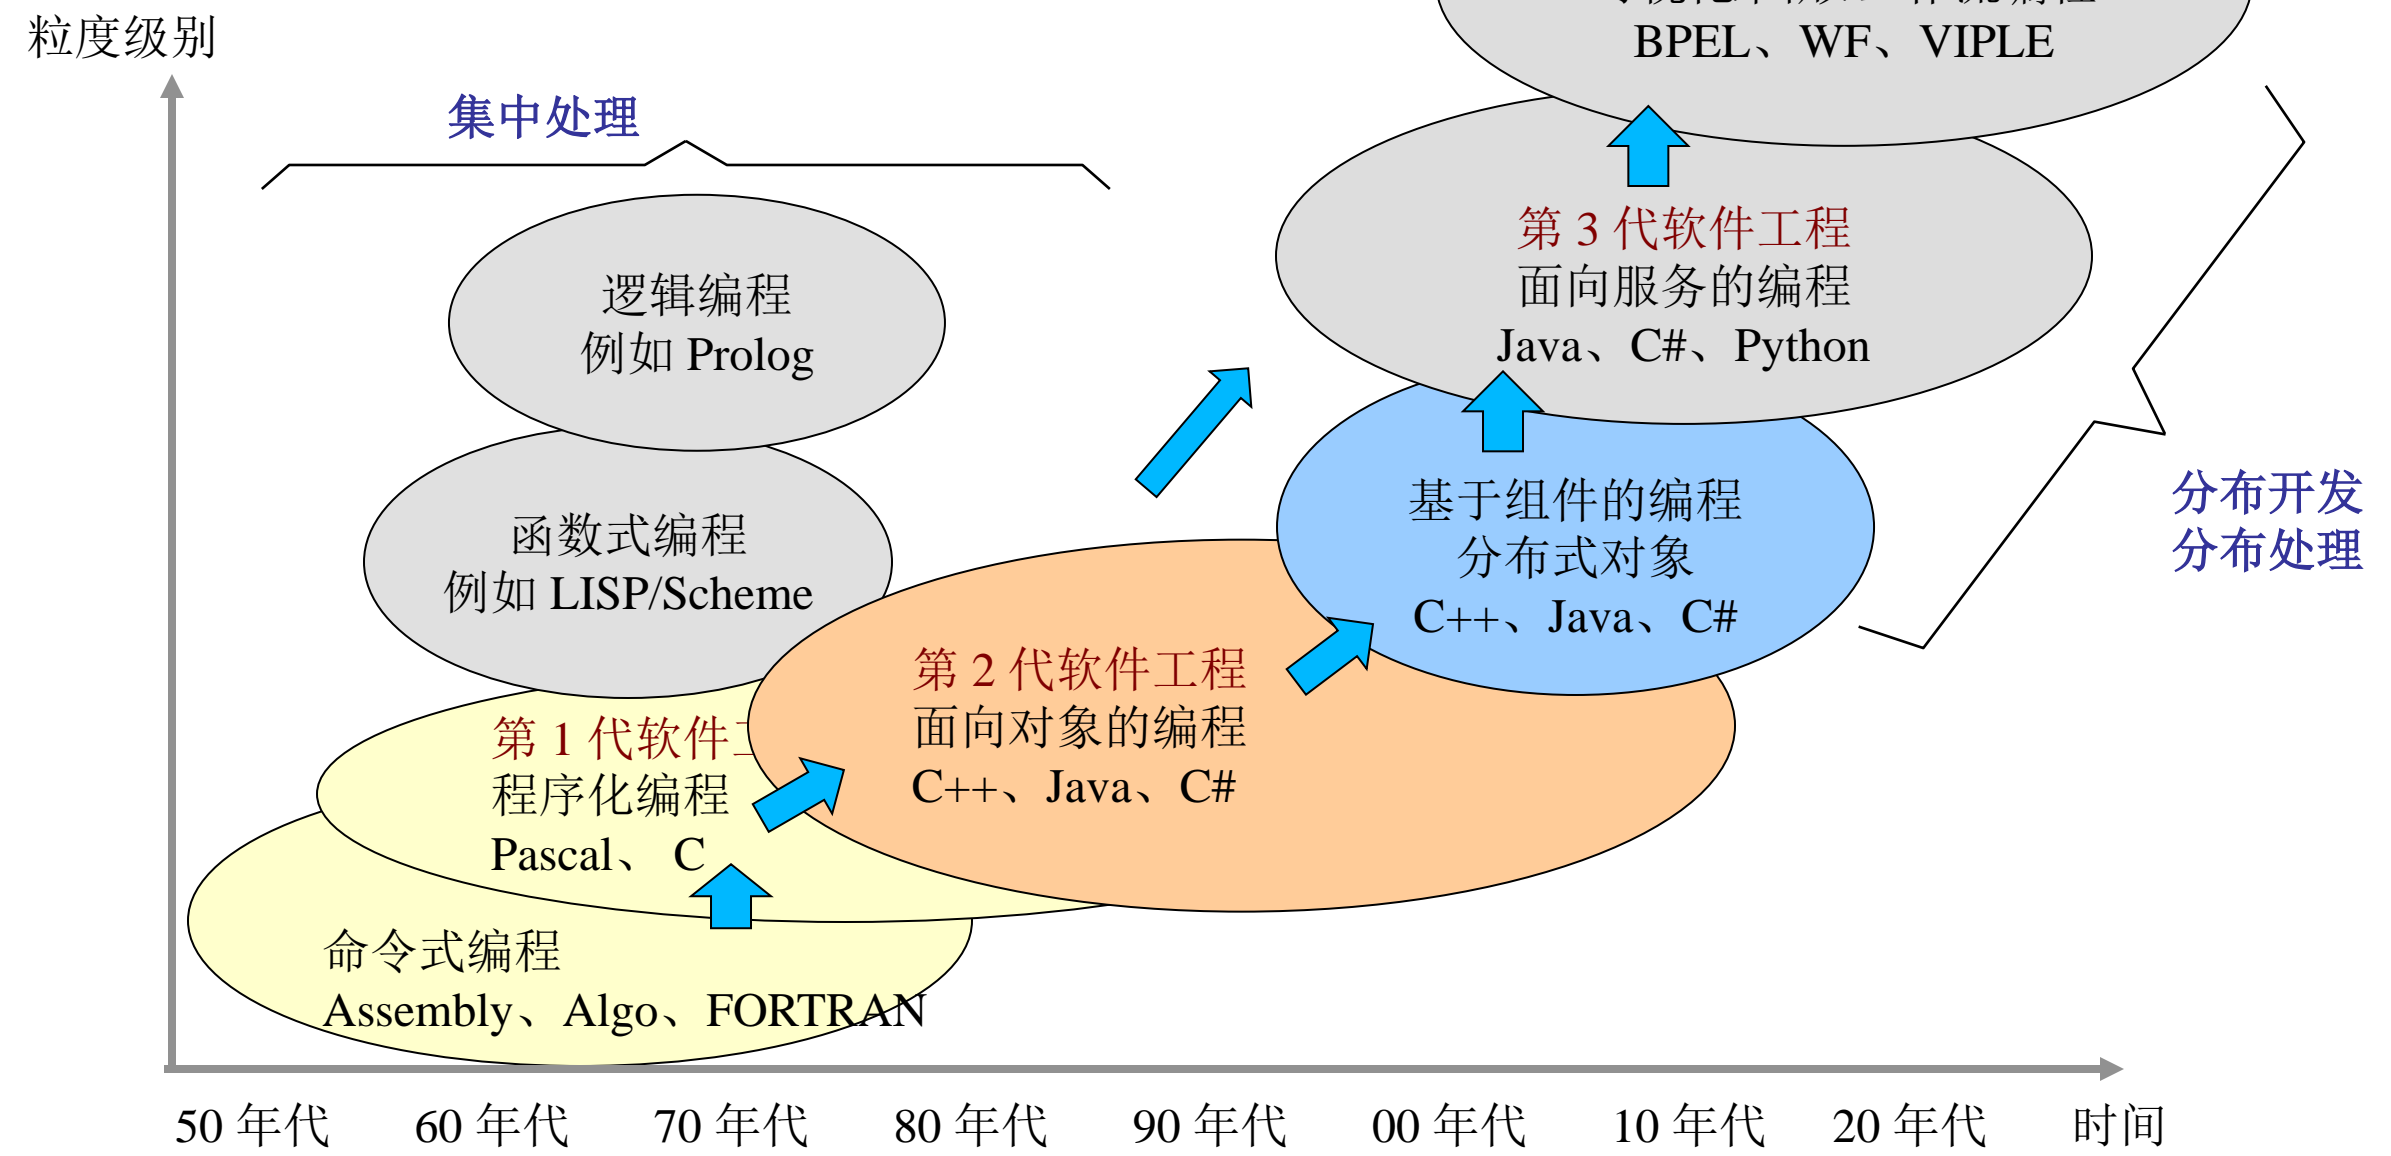 粒度级别
BPEL、WF、VIPLE
集中处理
第 3 代软件工程
面向服务的编程
Java、C#、Python
逻辑编程
例如 Prolog
基于组件的编程
分布式对象
C++、Java、C#
分布开发
分布处理
函数式编程
例如 LISP/Scheme
第 2 代软件工程
面向对象的编程
C++、Java、C#
第 1 代软件
程序化编程
Pascal、 C
命令式编程
Assembly、Algo、FORTRAN
50 年代 60 年代 70 年代 80 年代 90 年代 00 年代 10 年代 20 年代 时间